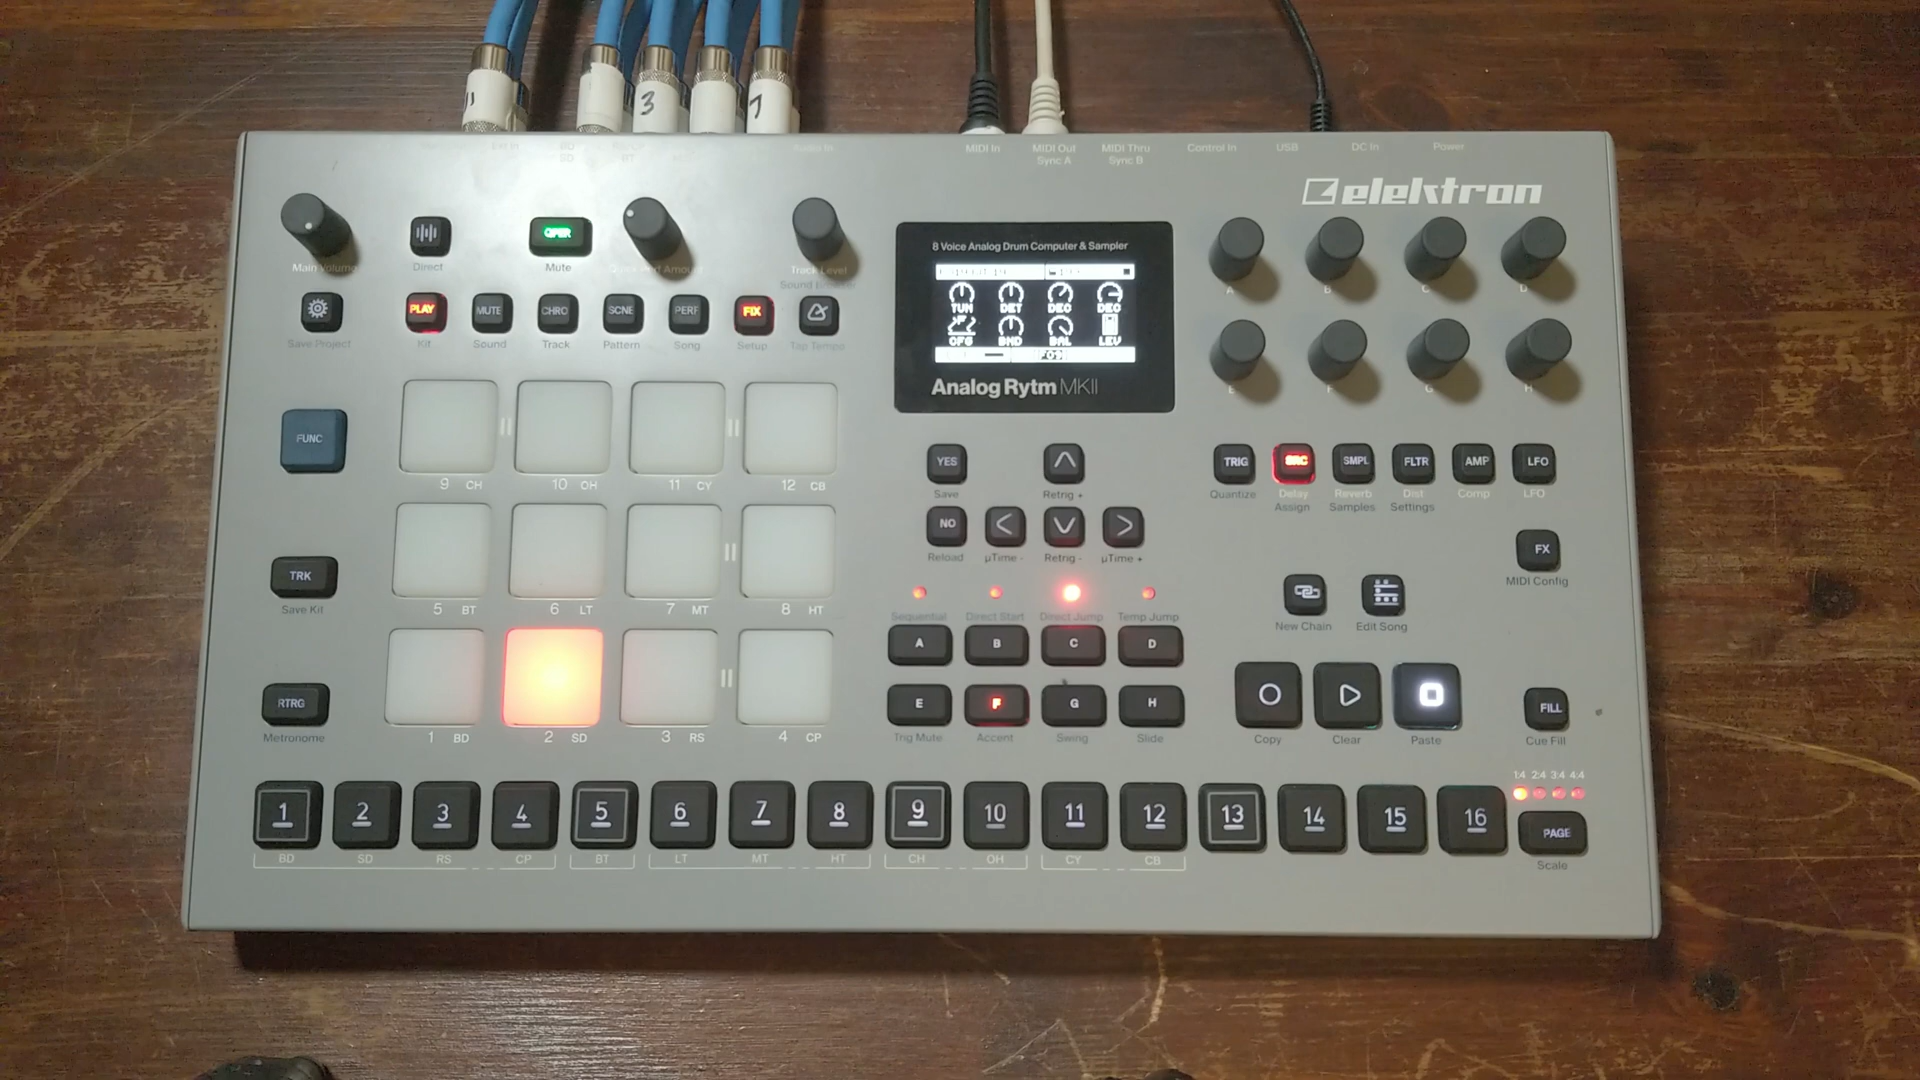 3
7
Ext In
MIDI In
MIDI Out
Sync A
MIDI Thru
Sync B
Control In
USB
DC In
Power
elektron
Main Volume
Direct
QPER
Mute
Track Level
Sound Browser
8 Voice Analog Drum Computer & Sampler
TUN DET DEC DEC
CFG BND BAL LEV
Analog Rytm MKII
A B C D
E F G H
Save Project
PLAY MUTE CHRO SCNE PERF FIX
Kit Sound Track Pattern Song Setup Tap Tempo
FUNC
9 CH 10 OH 11 CY 12 CB
5 BT 6 LT 7 MT 8 HT
1 BD 2 SD 3 RS 4 CP
TRK
Save Kit
RTRG
Metronome
YES
Save
Retrig +
NO
Reload
µTime -
Retrig -
µTime +
TRIG SRC SMPL FLTR AMP LFO
Quantize Delay Reverb Dist Comp LFO
Assign Samples Settings
FX
MIDI Config
New Chain
Edit Song
Sequential Direct Start Direct Jump Temp Jump
A B C D
E F G H
Trig Mute Accent Swing Slide
Copy Clear Paste
FILL
Cue Fill
1:4 2:4 3:4 4:4
1 2 3 4 5 6 7 8 9 10 11 12 13 14 15 16
PAGE
Scale
BD SD RS CP BT LT MT HT CH OH CY CB